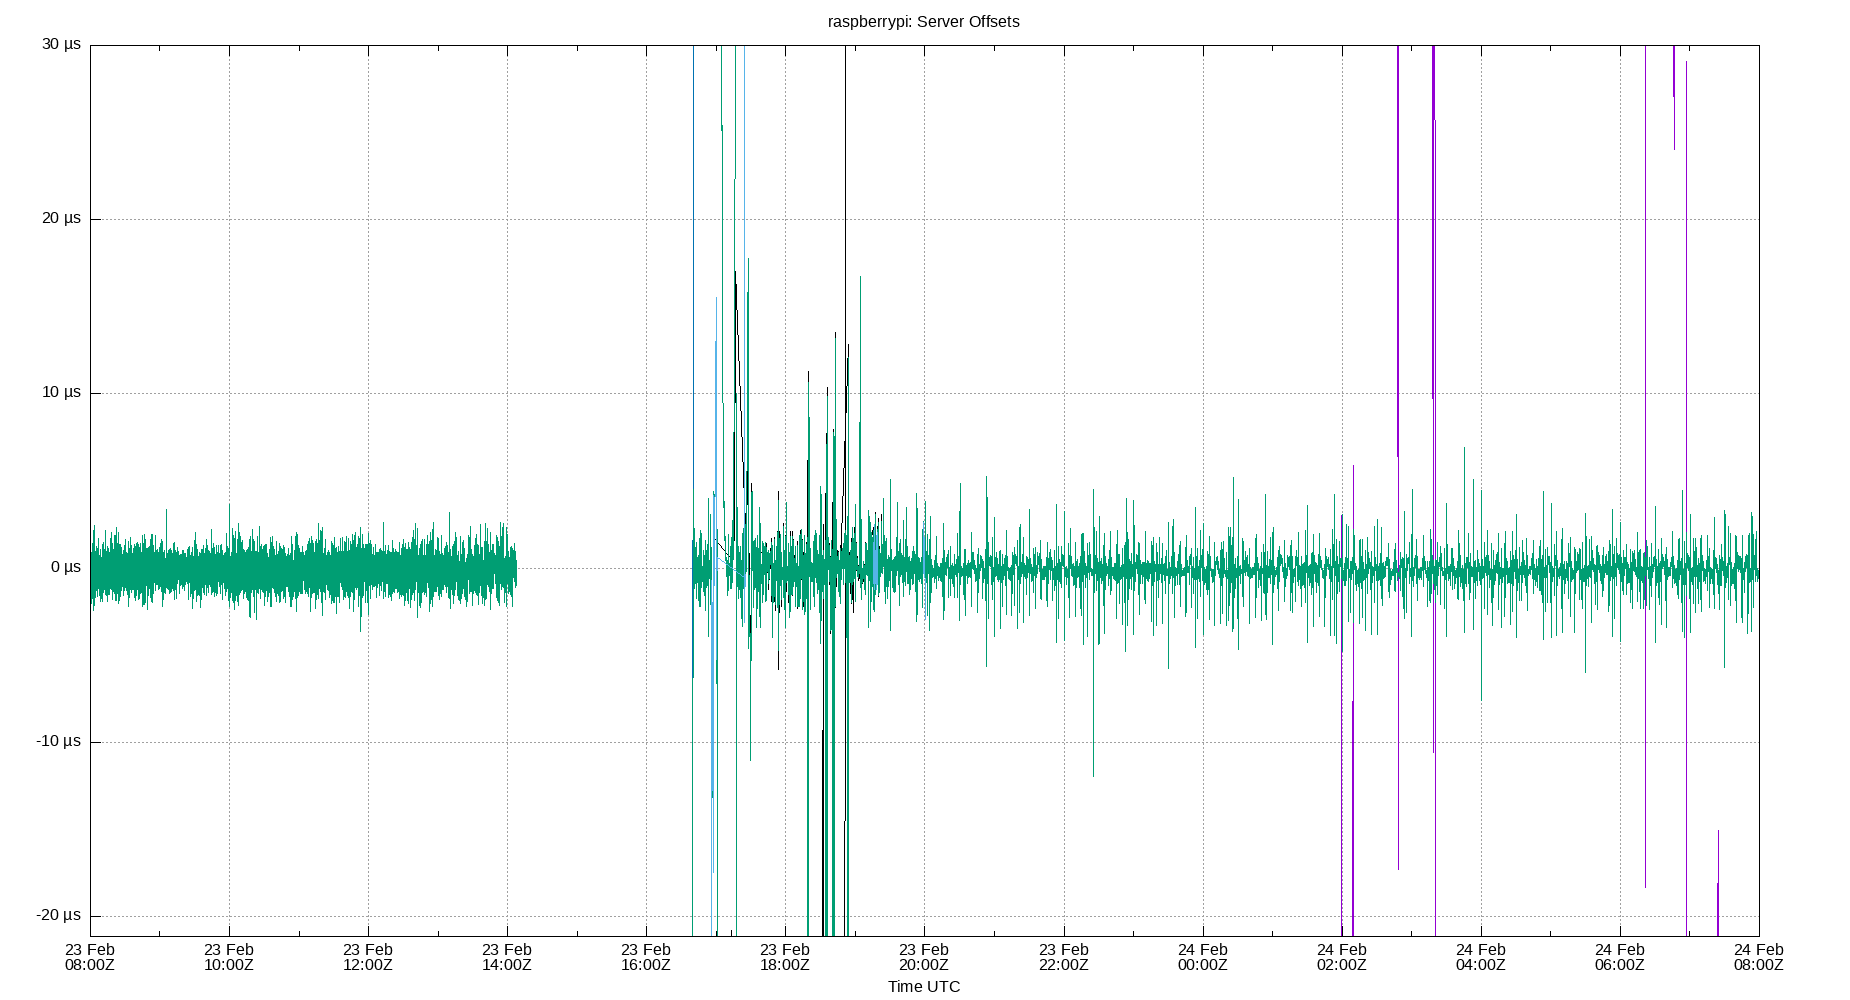 raspberrypi: Server Offsets
30 µs
20 µs
10 µs
0 µs
-10 µs
-20 µs
23 Feb 23 Feb 23 Feb 23 Feb 23 Feb 23 Feb 23 Feb 23 Feb 24 Feb 24 Feb 24 Feb 24 Feb 24 Feb
08:00Z 10:00Z 12:00Z 14:00Z 16:00Z 18:00Z 20:00Z 22:00Z 00:00Z 02:00Z 04:00Z 06:00Z 08:00Z
Time UTC